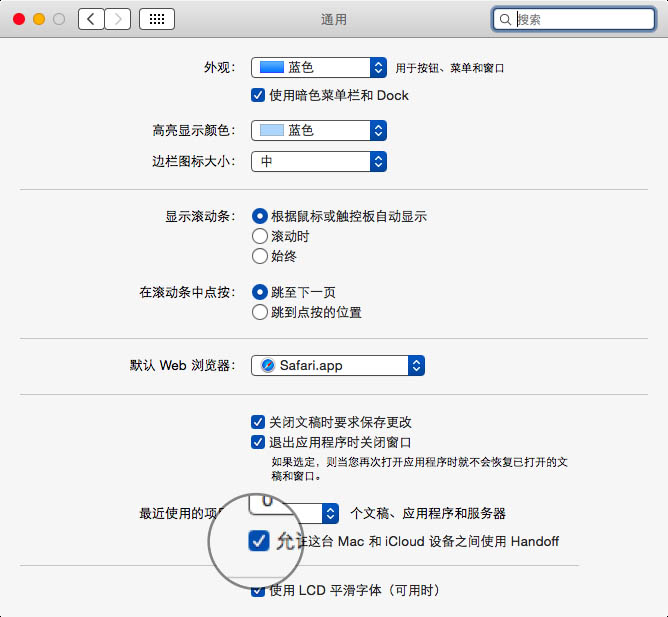 通用
搜索
外观： 蓝色 用于按钮、菜单和窗口
使用暗色菜单栏和 Dock
高亮显示颜色： 蓝色
边栏图标大小： 中
显示滚动条： 根据鼠标或触控板自动显示
滚动时
始终
在滚动条中点按： 跳至下一页
跳到点按的位置
默认 Web 浏览器： Safari.app
关闭文稿时要求保存更改
退出应用程序时关闭窗口
如果选定，则当您再次打开应用程序时就不会恢复已打开的文
稿和窗口。
最近使用的项 个文稿、应用程序和服务器
允许这台 Mac 和 iCloud 设备之间使用 Handoff
使用 LCD 平滑字体（可用时）